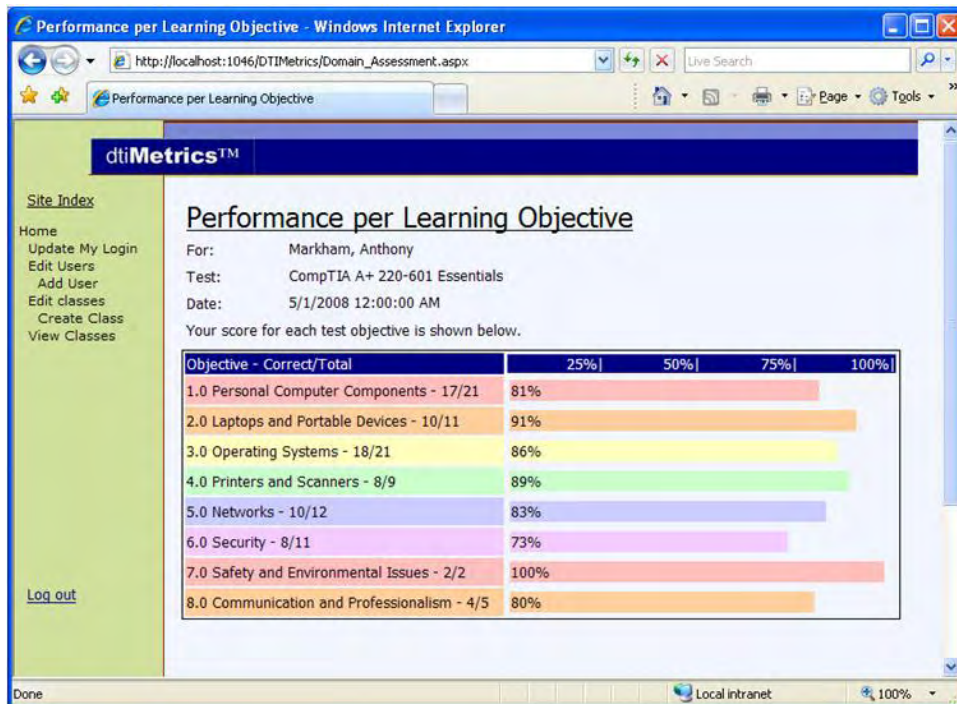 Performance per Learning Objective - Windows Internet Explorer
http://localhost:1046/DTIMetrics/Domain_Assessment.aspx
Live Search
Performance per Learning Objective
Page
Tools
dtiMetrics™
Site Index
Home
Update My Login
Edit Users
Add User
Edit classes
Create Class
View Classes
Log out
Performance per Learning Objective
For: Markham, Anthony
Test: CompTIA A+ 220-601 Essentials
Date: 5/1/2008 12:00:00 AM
Your score for each test objective is shown below.
Objective - Correct/Total 25%| 50%| 75%| 100%|
1.0 Personal Computer Components - 17/21 81%
2.0 Laptops and Portable Devices - 10/11 91%
3.0 Operating Systems - 18/21 86%
4.0 Printers and Scanners - 8/9 89%
5.0 Networks - 10/12 83%
6.0 Security - 8/11 73%
7.0 Safety and Environmental Issues - 2/2 100%
8.0 Communication and Professionalism - 4/5 80%
Done
Local intranet
100%